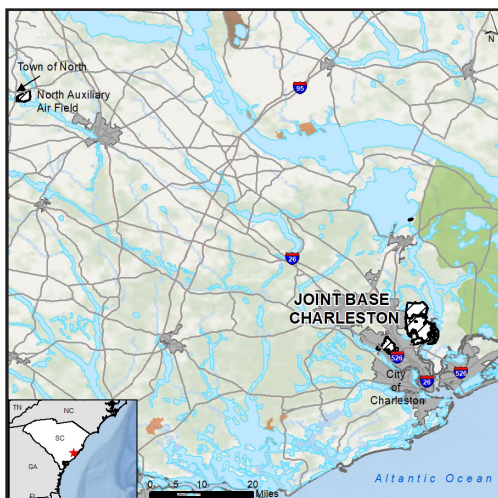 N
Town of North
95
North Auxiliary
Air Field
26
JOINT BASE
CHARLESTON
526
City
of
Charleston
26
526
TN
NC
SC
GA
FL
0 5 10 20
Miles
Altantic Ocean